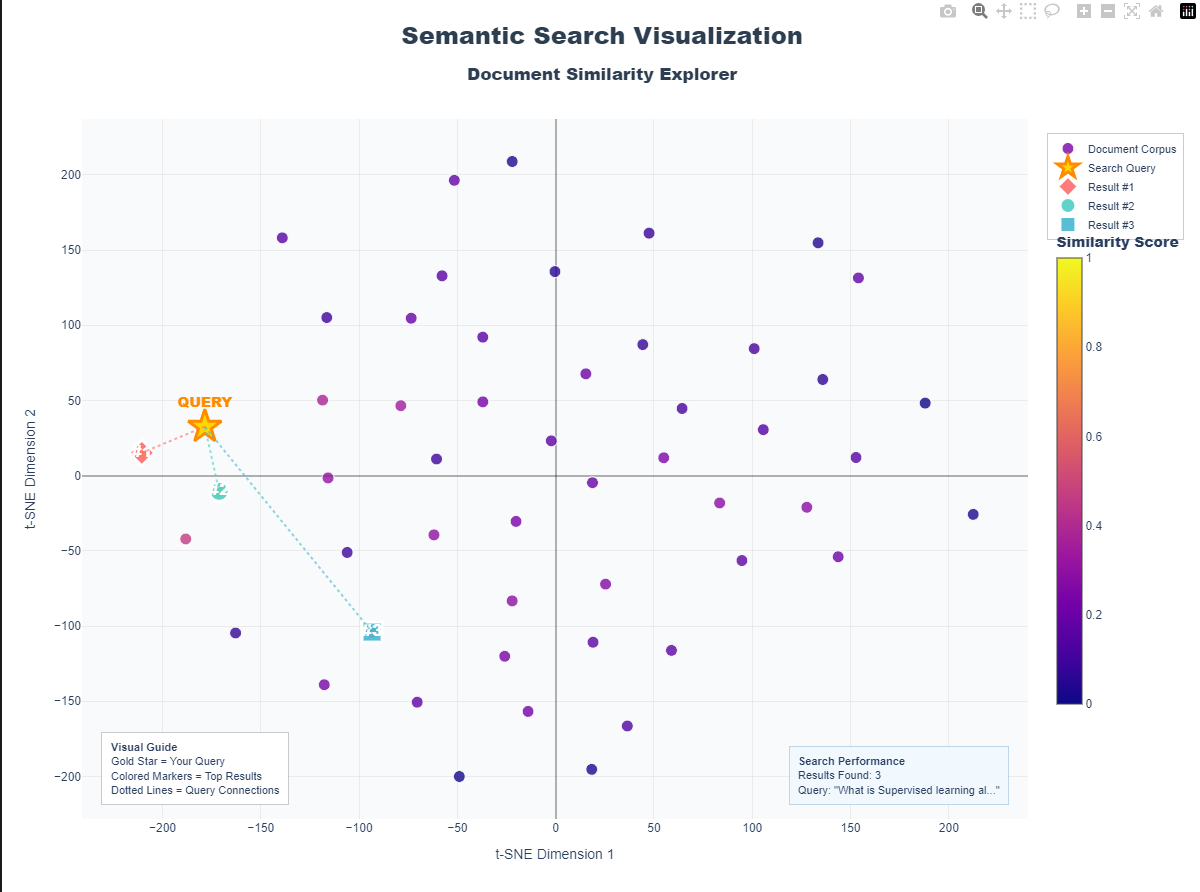 Semantic Search Visualization
Document Similarity Explorer
Document Corpus
Search Query
Result #1
Result #2
Result #3
Similarity Score
1
0.8
0.6
0.4
0.2
0
t-SNE Dimension 2
200
150
100
50
0
−50
−100
−150
−200
QUERY
Visual Guide
Gold Star = Your Query
Colored Markers = Top Results
Dotted Lines = Query Connections
Search Performance
Results Found: 3
Query: "What is Supervised learning al..."
−200
−150
−100
−50
0
50
100
150
200
t-SNE Dimension 1